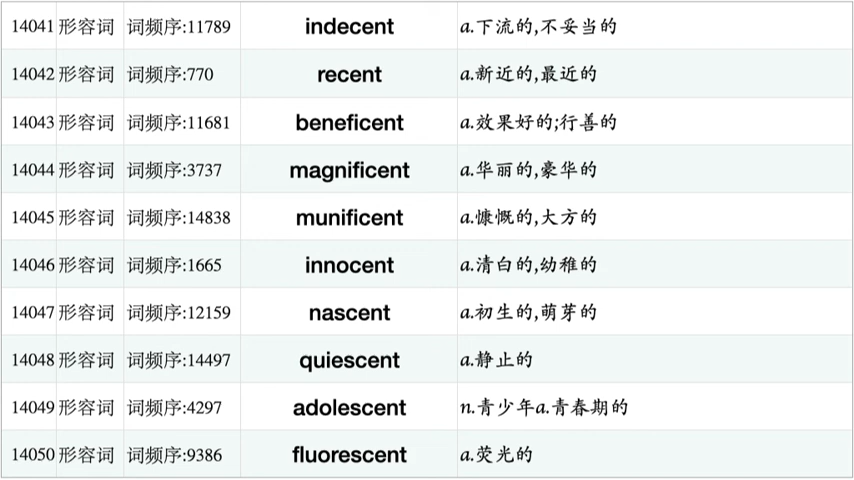 14041 形容词 词频序:11789 indecent a.下流的,不妥当的
14042 形容词 词频序:770 recent a.新近的,最近的
14043 形容词 词频序:11681 beneficent a.效果好的;行善的
14044 形容词 词频序:3737 magnificent a.华丽的,豪华的
14045 形容词 词频序:14838 munificent a.慷慨的,大方的
14046 形容词 词频序:1665 innocent a.清白的,幼稚的
14047 形容词 词频序:12159 nascent a.初生的,萌芽的
14048 形容词 词频序:14497 quiescent a.静止的
14049 形容词 词频序:4297 adolescent n.青少年a.青春期的
14050 形容词 词频序:9386 fluorescent a.荧光的